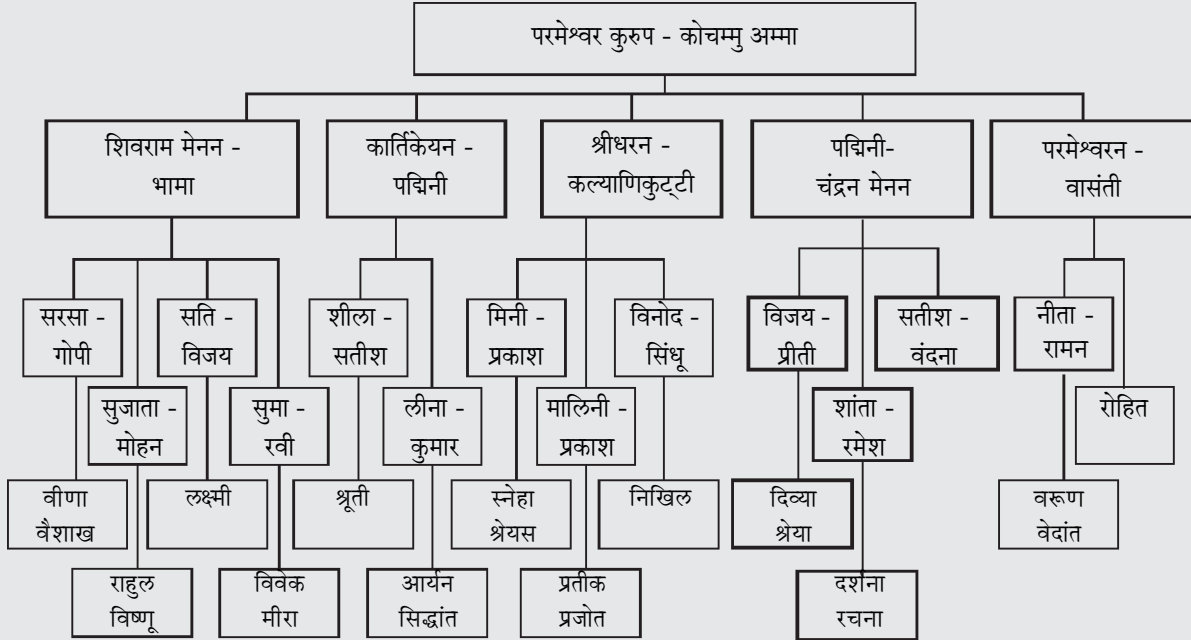 परमेश्वर कुरुप - कोचम्मु अम्मा
शिवराम मेनन -
भामा
कार्तिकेयन -
पद्मिनी
श्रीधरन -
कल्याणिकुट्टी
पद्मिनी-
चंद्रन मेनन
परमेश्वरन -
वासंती
सरसा -
गोपी
सति -
विजय
शीला -
सतीश
मिनी -
प्रकाश
विनोद -
सिंधू
विजय -
प्रीती
सतीश -
वंदना
नीता -
रामन
सुजाता -
मोहन
सुमा -
रवी
लीना -
कुमार
मालिनी -
प्रकाश
शांता -
रमेश
रोहित
वीणा
वैशाख
लक्ष्मी
श्रूती
स्नेहा
श्रेयस
निखिल
दिव्या
श्रेया
वरूण
वेदांत
राहुल
विष्णू
विवेक
मीरा
आर्यन
सिद्धांत
प्रतीक
प्रजोत
दर्शना
रचना